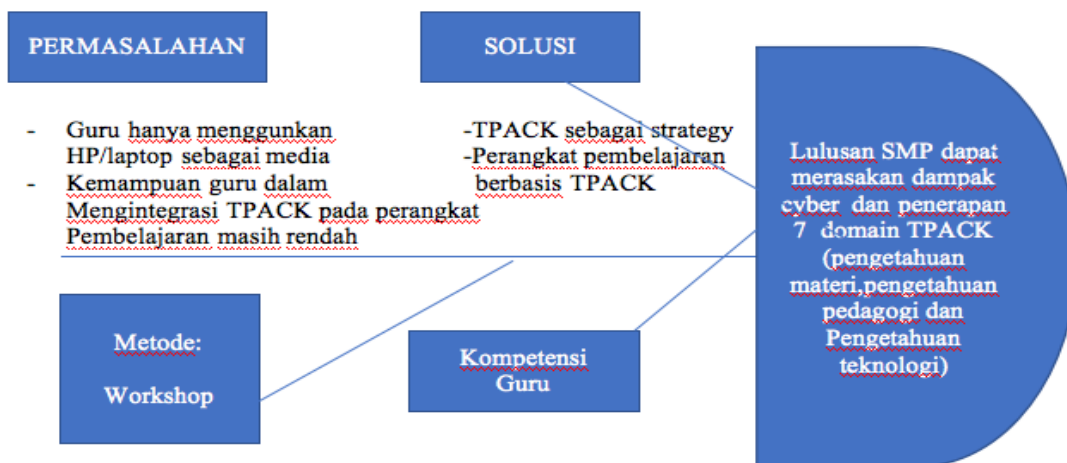 PERMASALAHAN
SOLUSI
- Guru hanya menggunkan
HP/laptop sebagai media
- Kemampuan guru dalam
Mengintegrasi TPACK pada perangkat
Pembelajaran masih rendah
-TPACK sebagai strategy
-Perangkat pembelajaran
berbasis TPACK
Lulusan SMP dapat
merasakan dampak
cyber dan penerapan
7 domain TPACK
(pengetahuan
materi,pengetahuan
pedagogi dan
Pengetahuan
teknologi)
Metode:
Workshop
Kompetensi
Guru